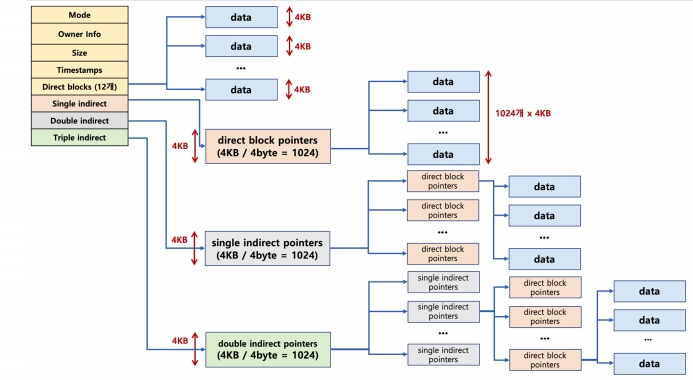 Mode
Owner Info
Size
Timestamps
Direct blocks (12개)
Single indirect
Double indirect
Triple indirect
data
4KB
data
4KB
...
data
4KB
4KB
direct block pointers
(4KB / 4byte = 1024)
data
data
...
data
1024개 x 4KB
4KB
single indirect pointers
(4KB / 4byte = 1024)
direct block
pointers
direct block
pointers
...
direct block
pointers
data
data
...
data
4KB
double indirect pointers
(4KB / 4byte = 1024)
single indirect
pointers
single indirect
pointers
...
single indirect
pointers
direct block
pointers
direct block
pointers
...
direct block
pointers
data
data
...
data